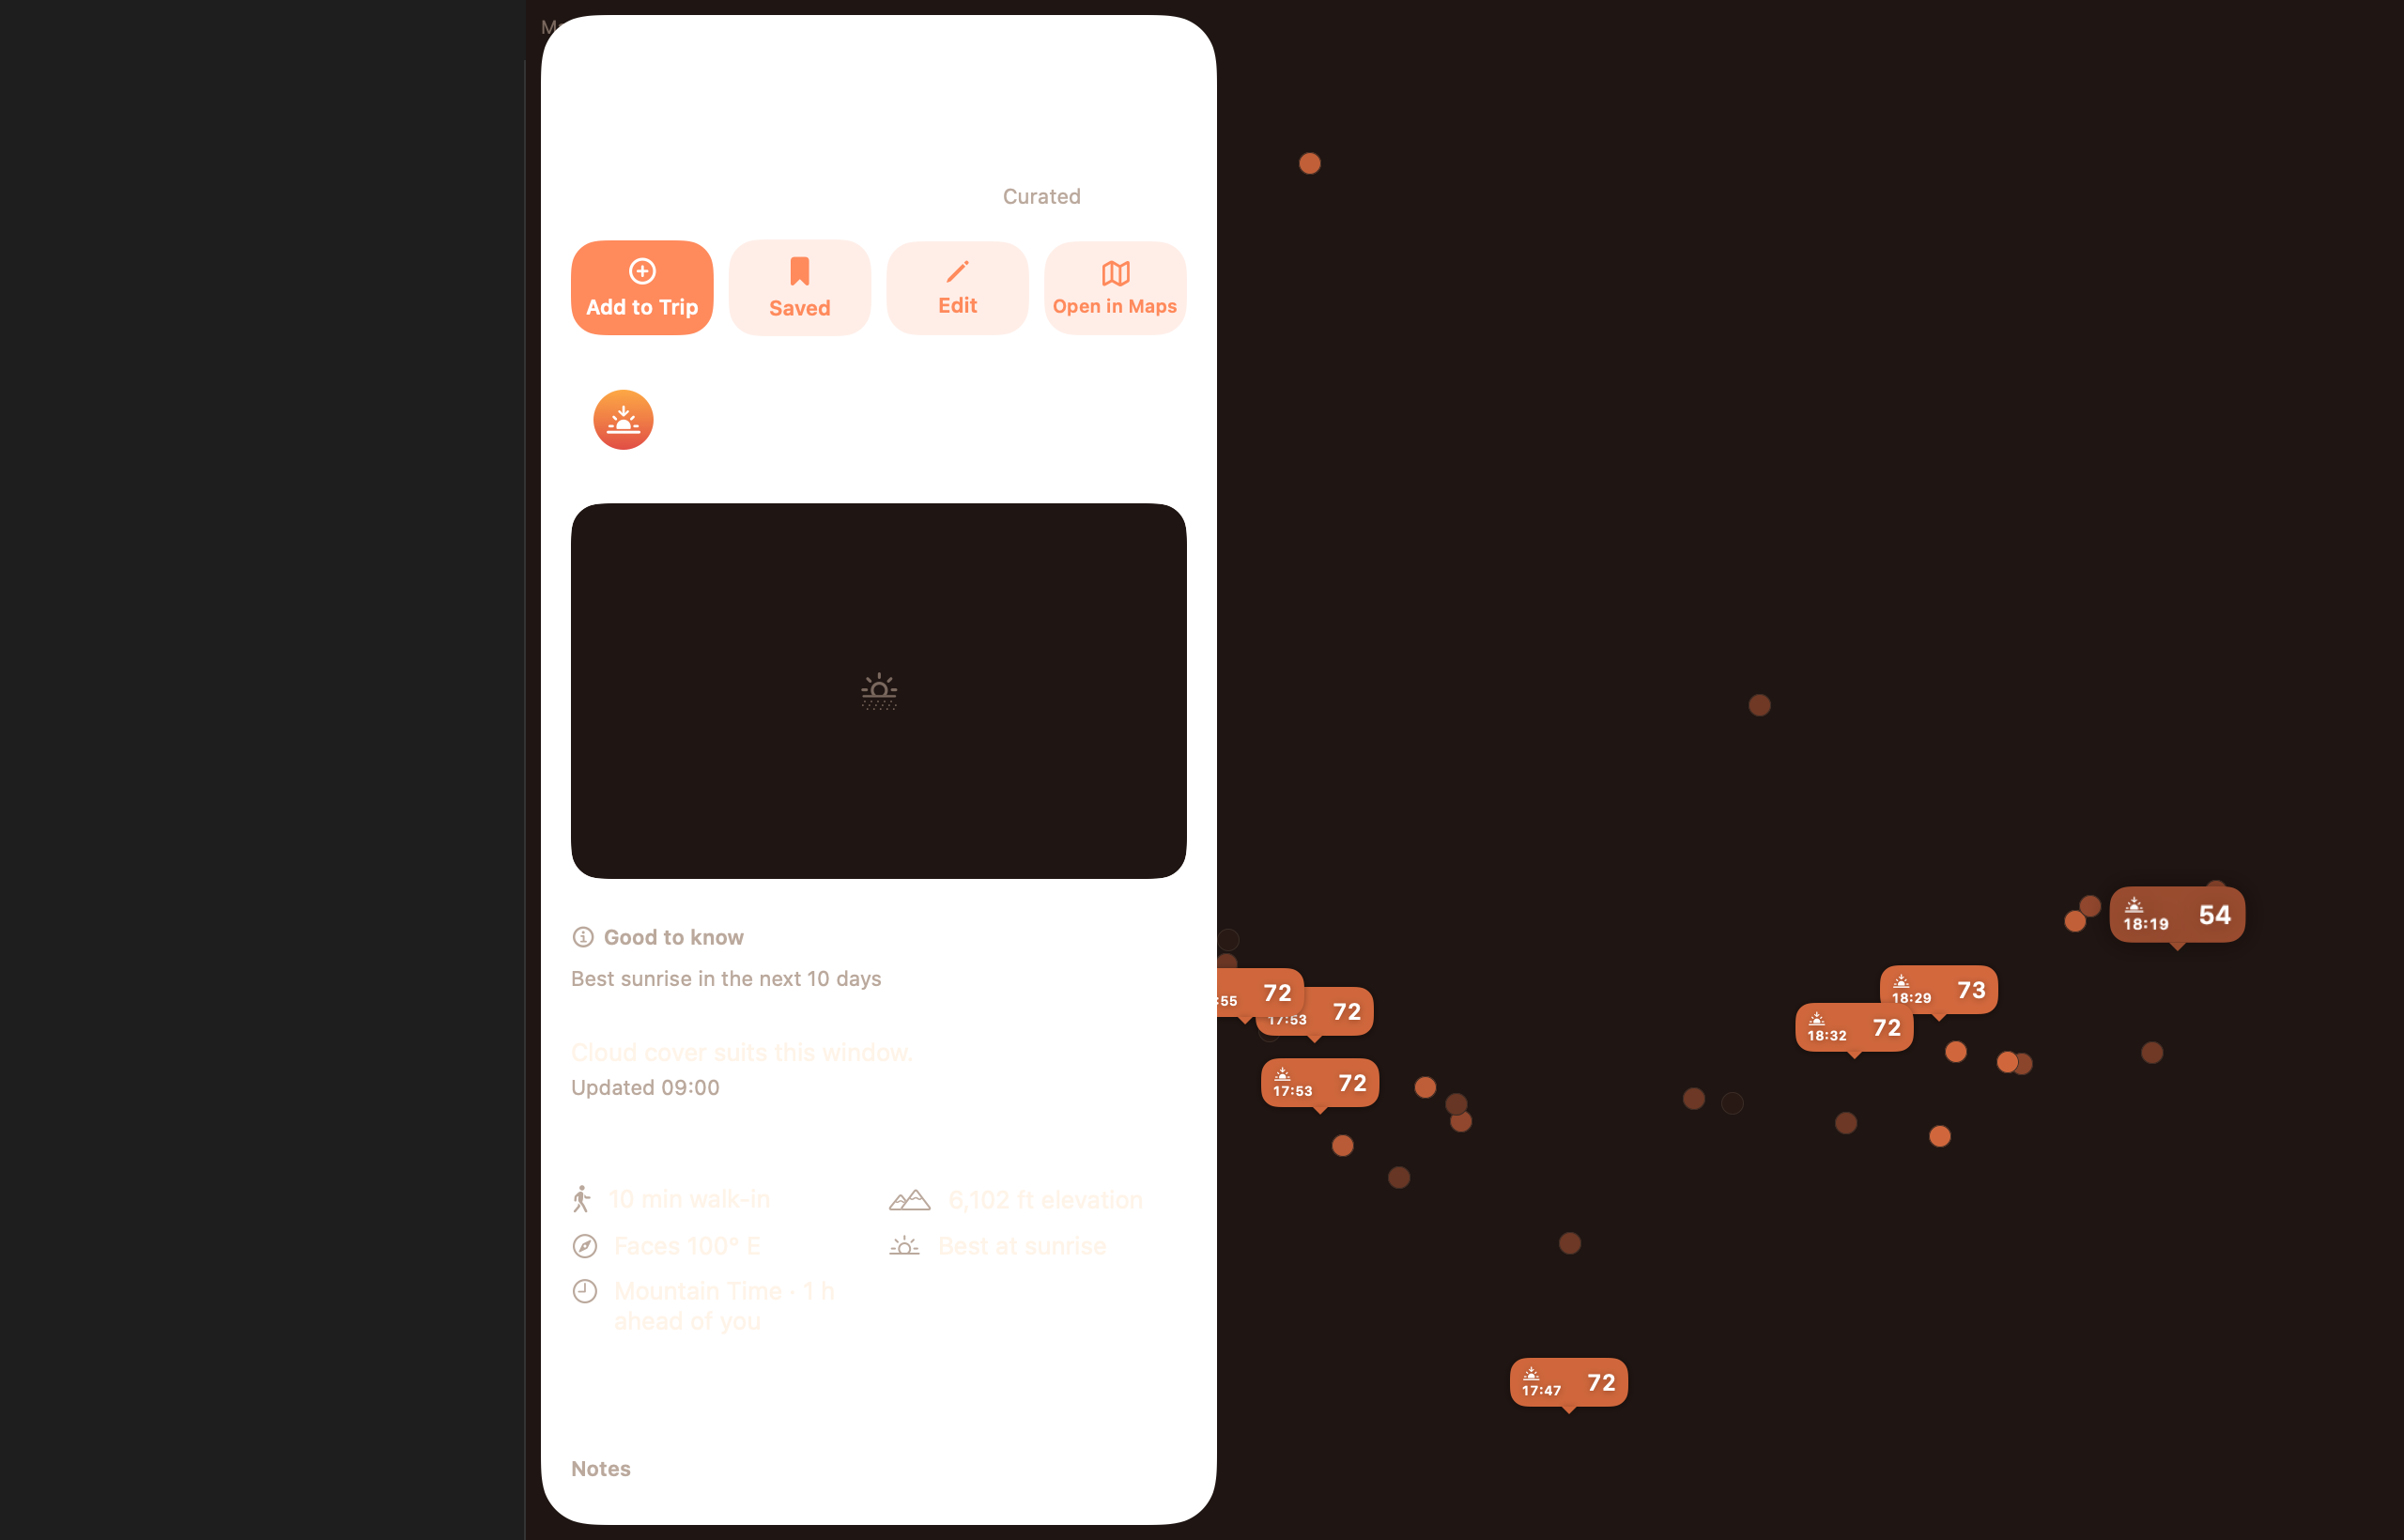 Curated
Add to Trip
Saved
Edit
Open in Maps
Good to know
Best sunrise in the next 10 days
Cloud cover suits this window.
Updated 09:00
10 min walk-in
6,102 ft elevation
Faces 100° E
Best at sunrise
Mountain Time · 1 h
ahead of you
Notes
:55
72
17:53
72
17:53
72
17:47
72
18:32
72
18:29
73
18:19
54